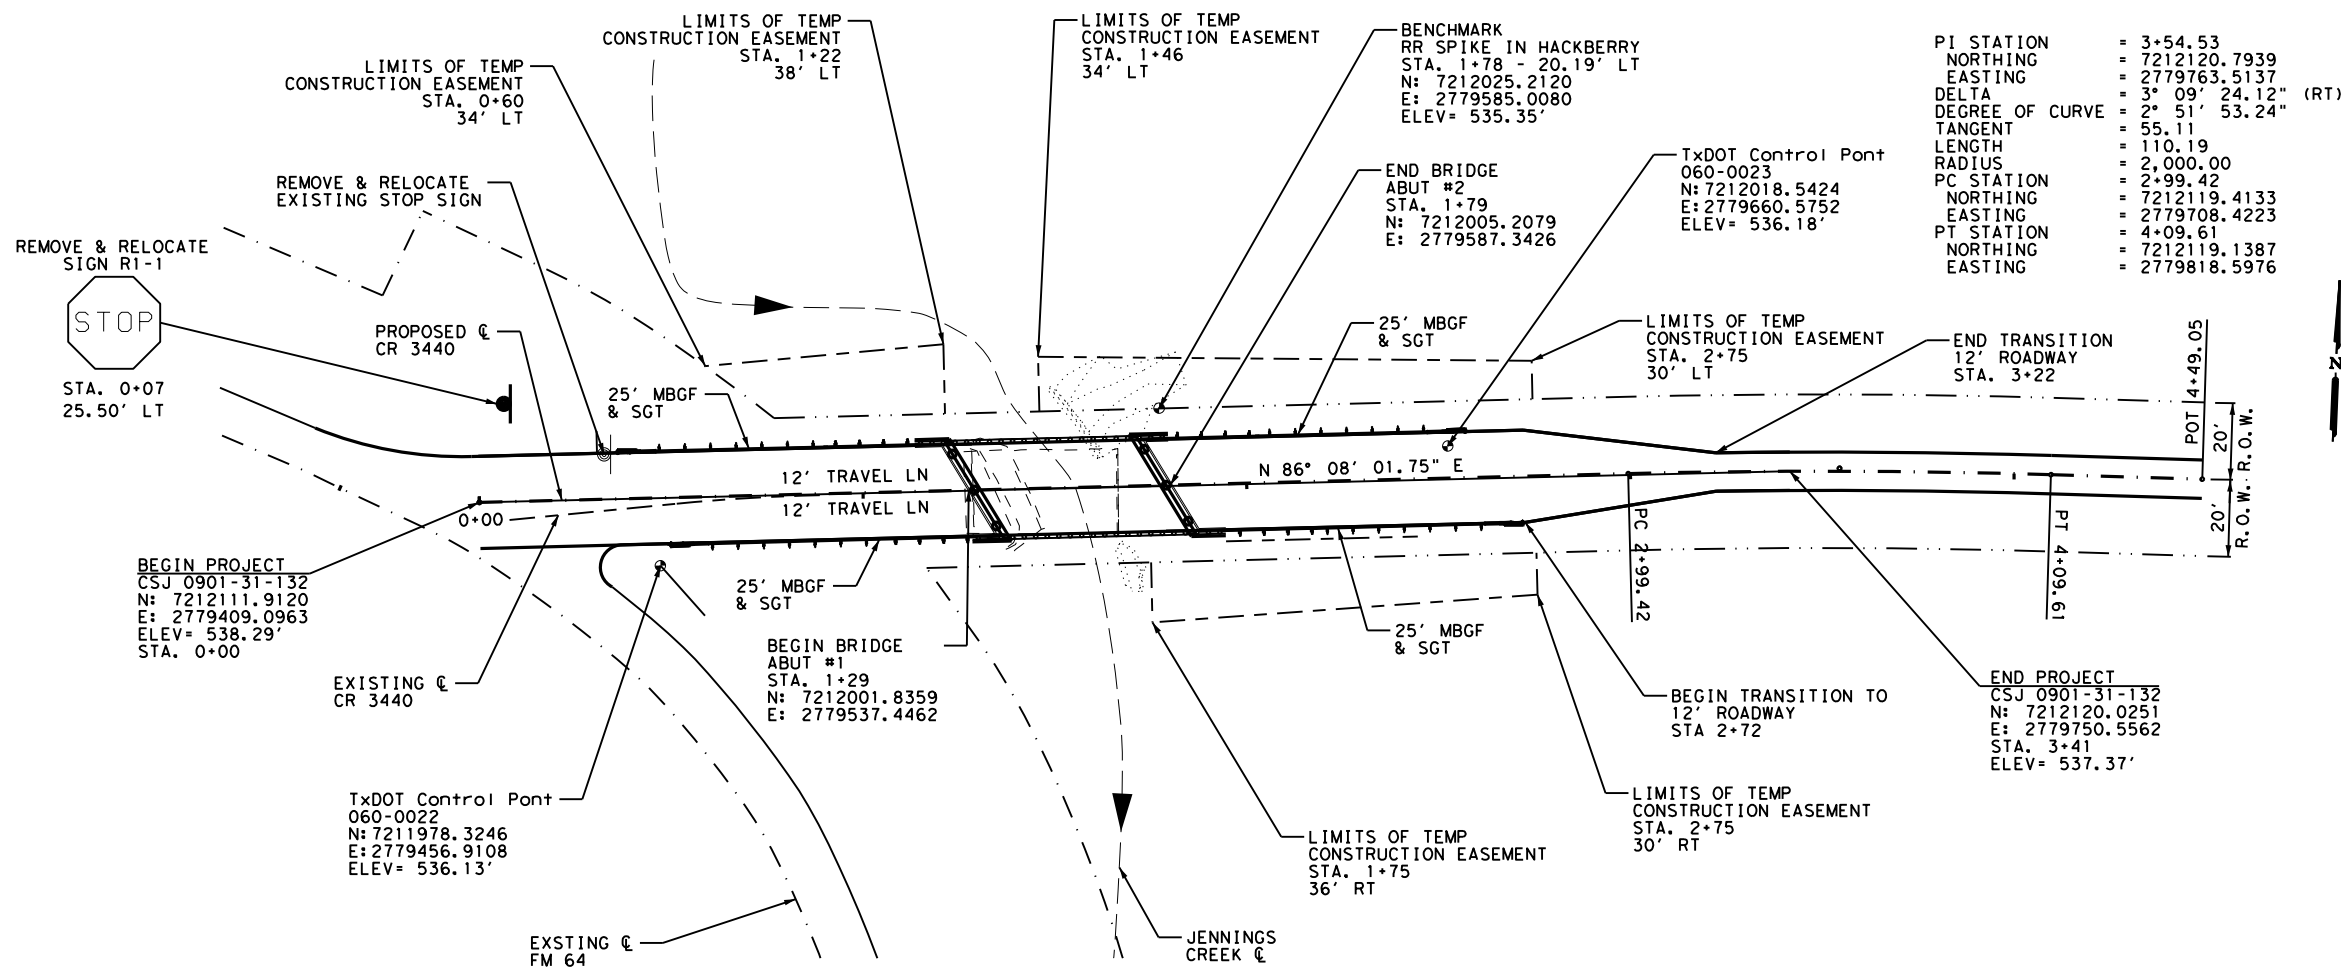 LIMITS OF TEMP
CONSTRUCTION EASEMENT
STA. 0+60
34' LT
LIMITS OF TEMP
CONSTRUCTION EASEMENT
STA. 1+22
38' LT
LIMITS OF TEMP
CONSTRUCTION EASEMENT
STA. 1+46
34' LT
BENCHMARK
RR SPIKE IN HACKBERRY
STA. 1+78 - 20.19' LT
N: 7212025.2120
E: 2779585.0080
ELEV= 535.35'
PI STATION = 3+54.53
NORTHING = 7212120.7939
EASTING = 2779763.5137
DELTA = 3° 09' 24.12" (RT)
DEGREE OF CURVE = 2° 51' 53.24"
TANGENT = 55.11
LENGTH = 110.19
RADIUS = 2,000.00
PC STATION = 2+99.42
NORTHING = 7212119.4133
EASTING = 2779708.4223
PT STATION = 4+09.61
NORTHING = 7212119.1387
EASTING = 2779818.5976
REMOVE & RELOCATE
EXISTING STOP SIGN
END BRIDGE
ABUT #2
STA. 1+79
N: 7212005.2079
E: 2779587.3426
TxDOT Control Pont
060-0023
N:7212018.5424
E:2779660.5752
ELEV= 536.18'
REMOVE & RELOCATE
SIGN R1-1
STOP
STA. 0+07
25.50' LT
PROPOSED ℄
CR 3440
25' MBGF
& SGT
25' MBGF
& SGT
LIMITS OF TEMP
CONSTRUCTION EASEMENT
STA. 2+75
30' LT
END TRANSITION
12' ROADWAY
STA. 3+22
POT 4+49.05
20'
R.O.W.
20'
R.O.W.
N
12' TRAVEL LN
12' TRAVEL LN
N 86° 08' 01.75" E
0+00
PC 2+99.42
PT 4+09.61
BEGIN PROJECT
CSJ 0901-31-132
N: 7212111.9120
E: 2779409.0963
ELEV= 538.29'
STA. 0+00
EXISTING ℄
CR 3440
25' MBGF
& SGT
BEGIN BRIDGE
ABUT #1
STA. 1+29
N: 7212001.8359
E: 2779537.4462
25' MBGF
& SGT
BEGIN TRANSITION TO
12' ROADWAY
STA 2+72
END PROJECT
CSJ 0901-31-132
N: 7212120.0251
E: 2779750.5562
STA. 3+41
ELEV= 537.37'
TxDOT Control Pont
060-0022
N:7211978.3246
E:2779456.9108
ELEV= 536.13'
LIMITS OF TEMP
CONSTRUCTION EASEMENT
STA. 1+75
36' RT
LIMITS OF TEMP
CONSTRUCTION EASEMENT
STA. 2+75
30' RT
EXSTING ℄
FM 64
JENNINGS
CREEK ℄